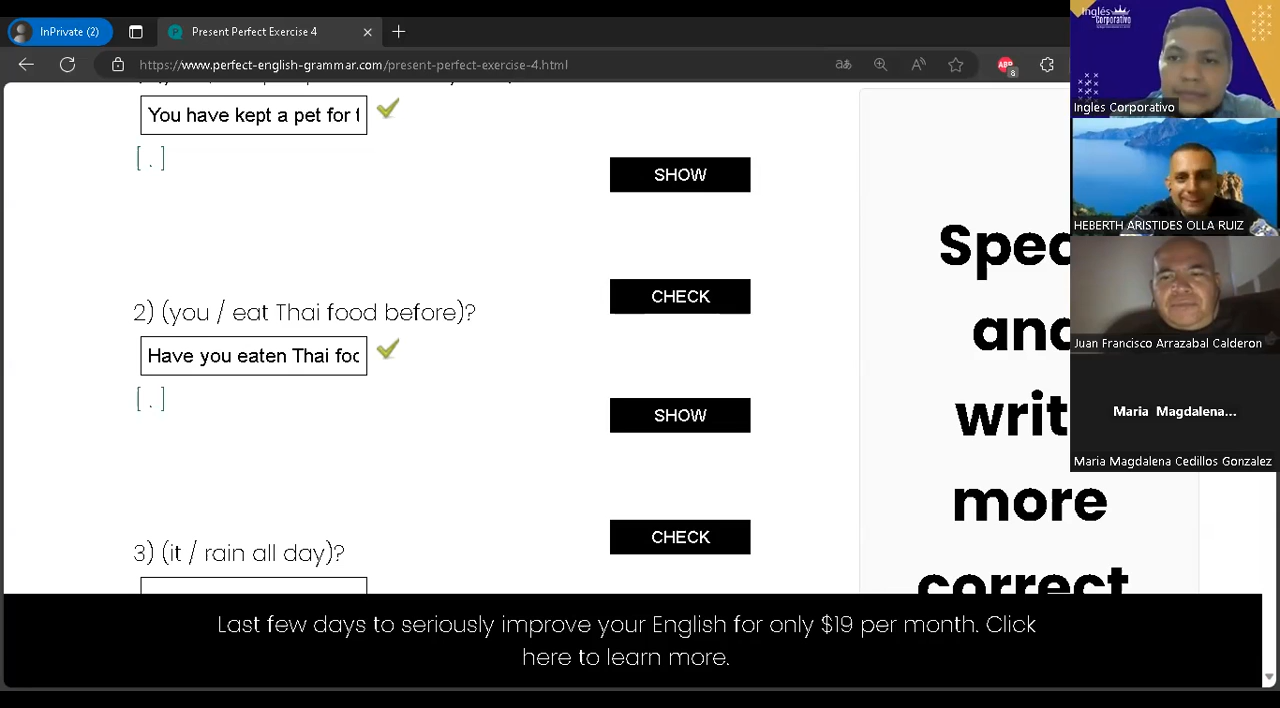 InPrivate (2)
Present Perfect Exercise 4
https://www.perfect-english-grammar.com/present-perfect-exercise-4.html
You have kept a pet for t
[ . ]
SHOW
CHECK
2) (you / eat Thai food before)?
Have you eaten Thai foo
[ . ]
SHOW
CHECK
3) (it / rain all day)?
Spea
and
writ
more
correct
Last few days to seriously improve your English for only $19 per month. Click
here to learn more.
Inglés
Corporativo
Ingles Corporativo
HEBERTH ARISTIDES OLLA RUIZ
Juan Francisco Arrazabal Calderon
Maria Magdalena...
Maria Magdalena Cedillos Gonzalez